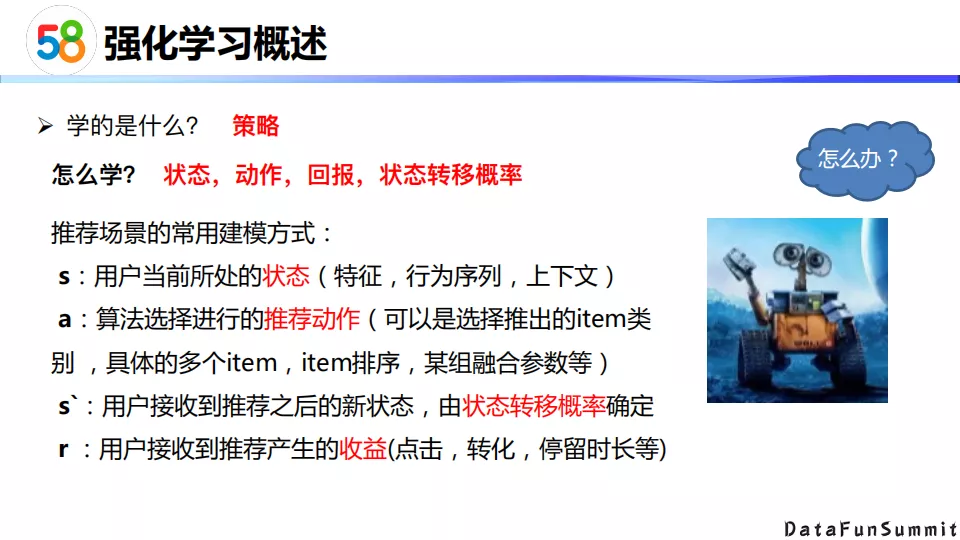 58 强化学习概述
➢ 学的是什么? 策略
怎么办？
怎么学? 状态，动作，回报，状态转移概率
推荐场景的常用建模方式：
s：用户当前所处的状态（特征，行为序列，上下文）
a：算法选择进行的推荐动作（可以是选择推出的item类
别 ，具体的多个item，item排序，某组融合参数等）
s`：用户接收到推荐之后的新状态，由状态转移概率确定
r ：用户接收到推荐产生的收益(点击，转化，停留时长等)
WALL·E
DataFunSummit